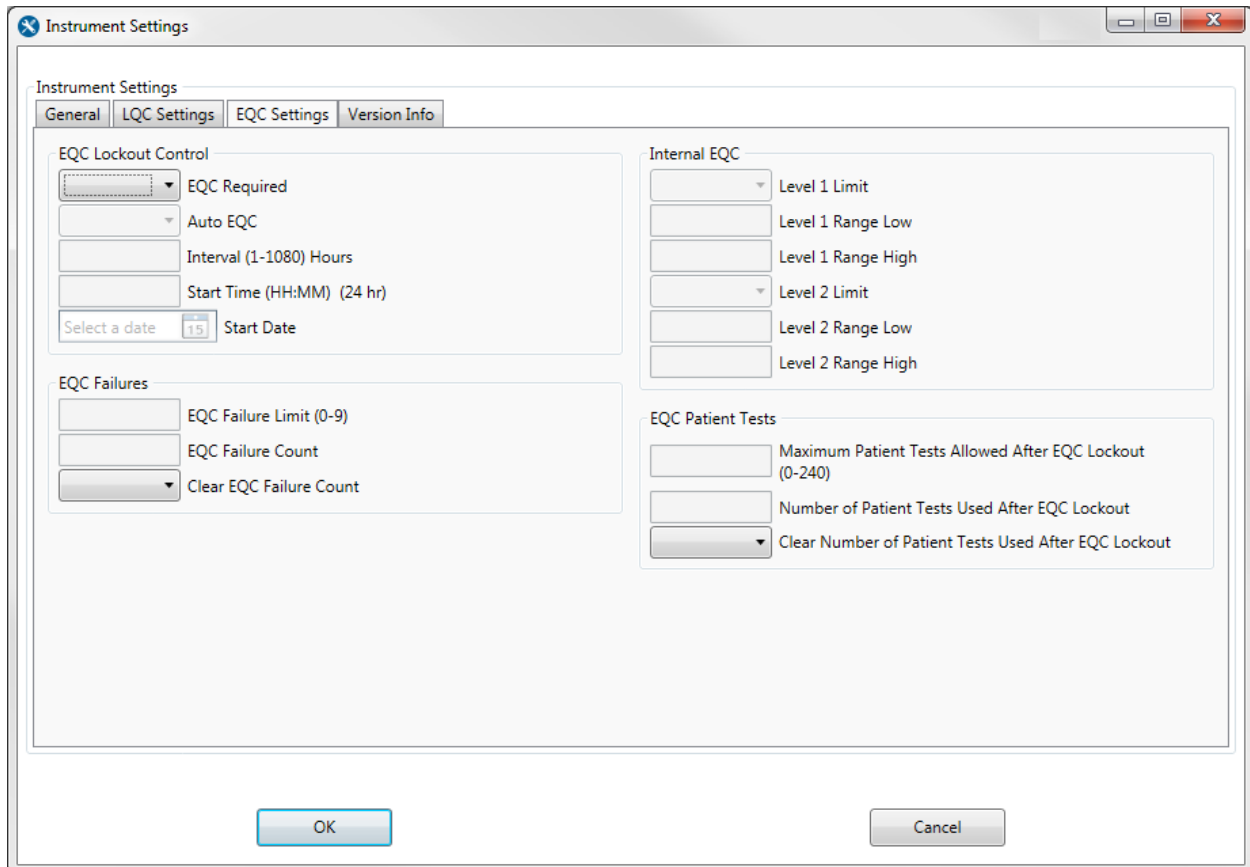 Instrument Settings
Instrument Settings
General
LQC Settings
EQC Settings
Version Info
EQC Lockout Control
EQC Required
Auto EQC
Interval (1-1080) Hours
Start Time (HH:MM) (24 hr)
Select a date
15
Start Date
EQC Failures
EQC Failure Limit (0-9)
EQC Failure Count
Clear EQC Failure Count
Internal EQC
Level 1 Limit
Level 1 Range Low
Level 1 Range High
Level 2 Limit
Level 2 Range Low
Level 2 Range High
EQC Patient Tests
Maximum Patient Tests Allowed After EQC Lockout
(0-240)
Number of Patient Tests Used After EQC Lockout
Clear Number of Patient Tests Used After EQC Lockout
OK
Cancel